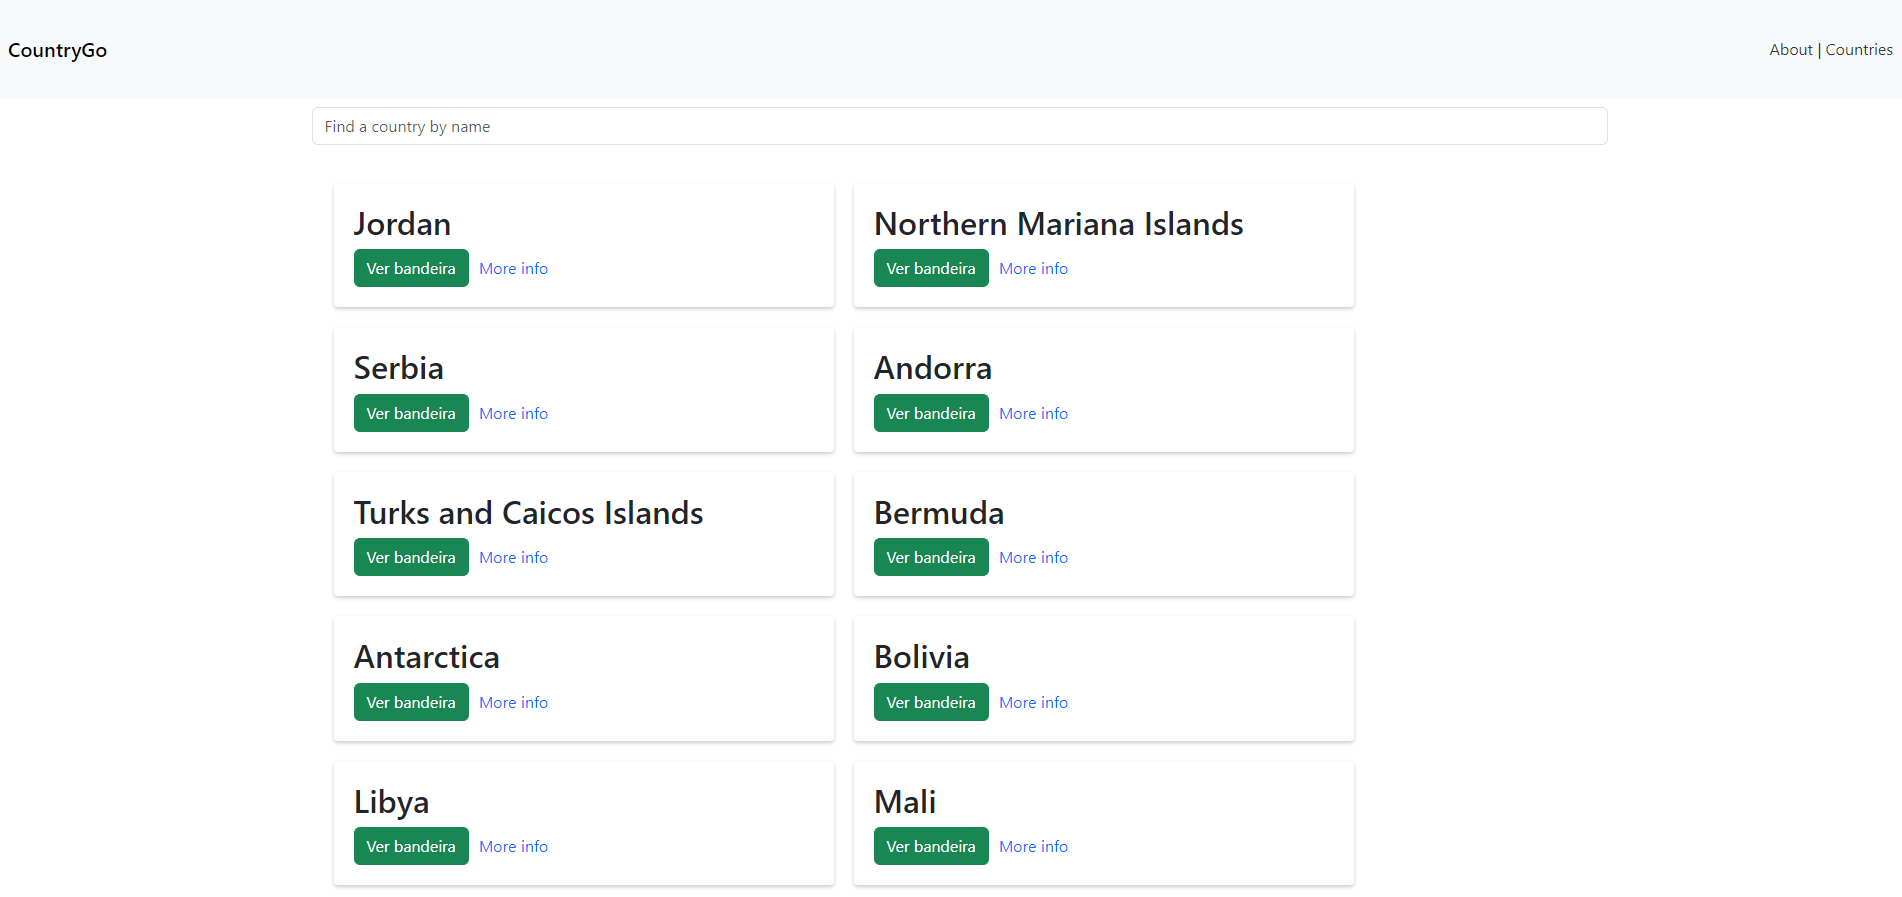 CountryGo
About | Countries
Find a country by name
Jordan
Ver bandeira More info
Northern Mariana Islands
Ver bandeira More info
Serbia
Ver bandeira More info
Andorra
Ver bandeira More info
Turks and Caicos Islands
Ver bandeira More info
Bermuda
Ver bandeira More info
Antarctica
Ver bandeira More info
Bolivia
Ver bandeira More info
Libya
Ver bandeira More info
Mali
Ver bandeira More info